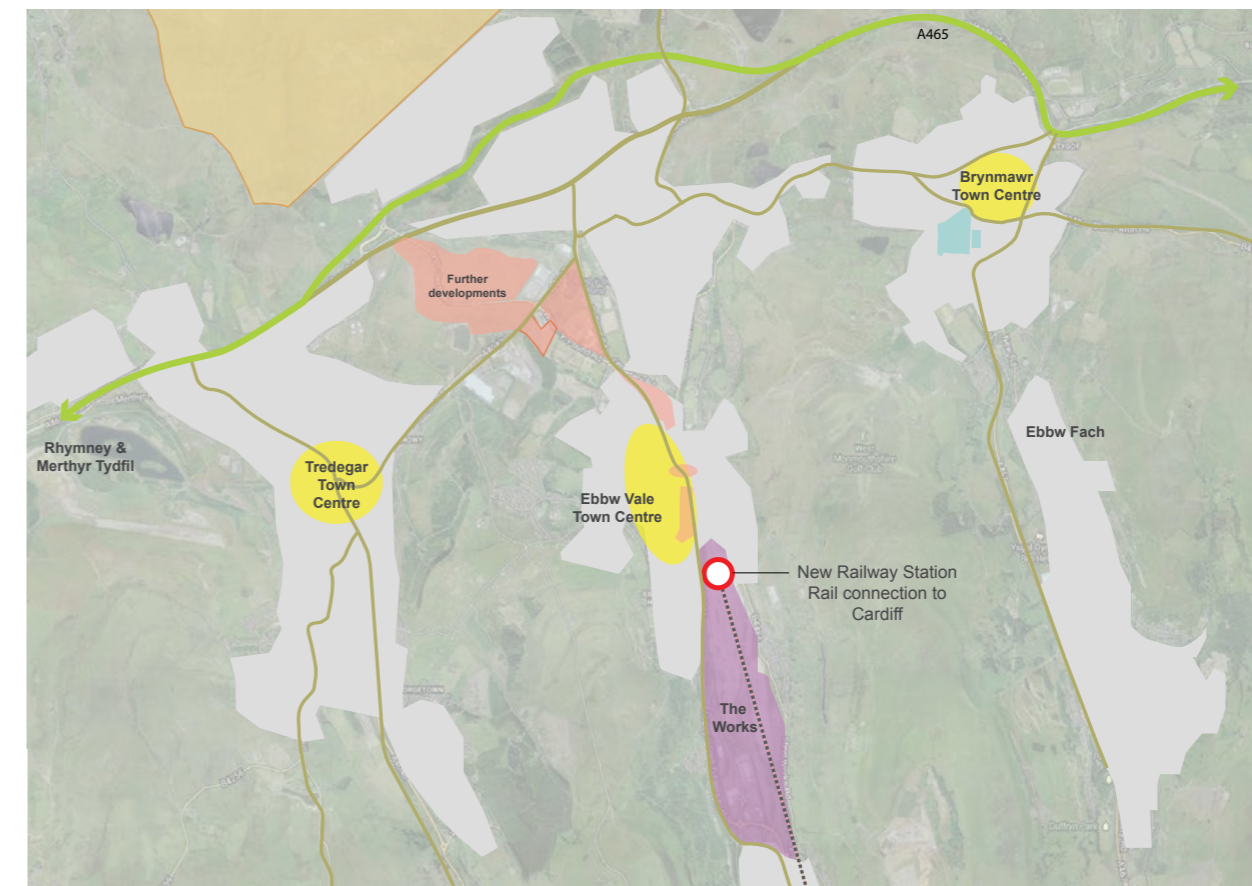 A465
Brynmawr
Town Centre
Further
developments
Rhymney &
Merthyr Tydfil
Tredegar
Town
Centre
Ebbw Vale
Town Centre
Ebbw Fach
New Railway Station
Rail connection to
Cardiff
The
Works